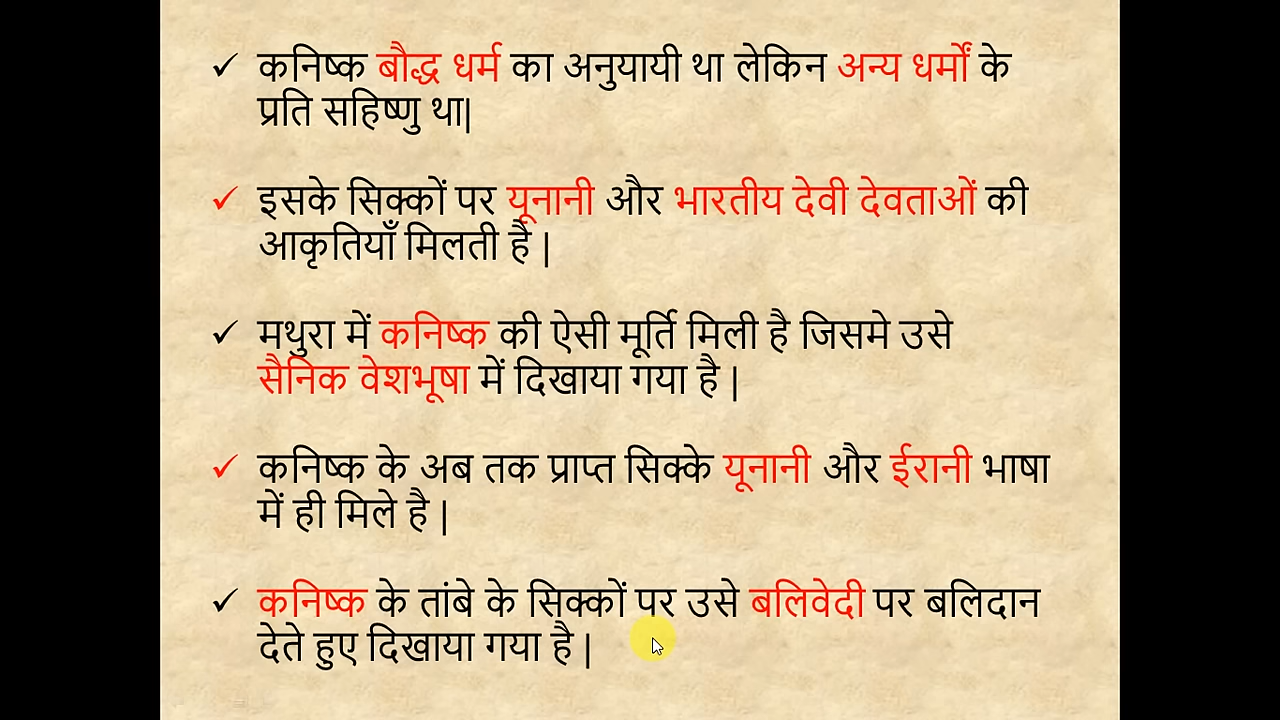 ✓ कनिष्क बौद्ध धर्म का अनुयायी था लेकिन अन्य धर्मों के
प्रति सहिष्णु था|
✓ इसके सिक्कों पर यूनानी और भारतीय देवी देवताओं की
आकृतियाँ मिलती है |
✓ मथुरा में कनिष्क की ऐसी मूर्ति मिली है जिसमे उसे
सैनिक वेशभूषा में दिखाया गया है |
✓ कनिष्क के अब तक प्राप्त सिक्के यूनानी और ईरानी भाषा
में ही मिले है |
✓ कनिष्क के तांबे के सिक्कों पर उसे बलिवेदी पर बलिदान
देते हुए दिखाया गया है |